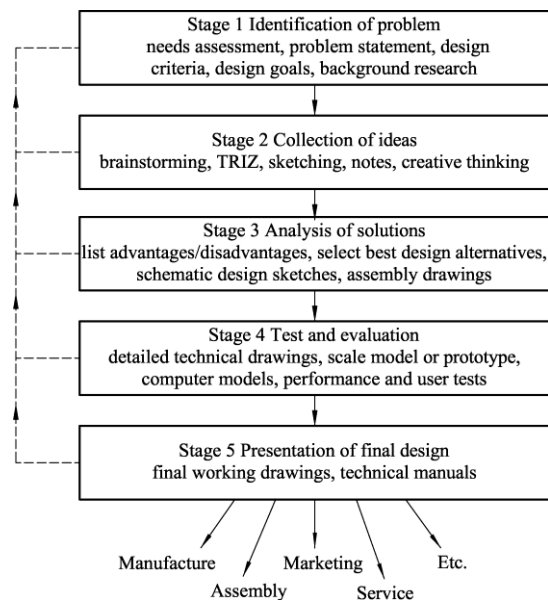 Stage 1 Identification of problem
needs assessment, problem statement, design
criteria, design goals, background research
Stage 2 Collection of ideas
brainstorming, TRIZ, sketching, notes, creative thinking
Stage 3 Analysis of solutions
list advantages/disadvantages, select best design alternatives,
schematic design sketches, assembly drawings
Stage 4 Test and evaluation
detailed technical drawings, scale model or prototype,
computer models, performance and user tests
Stage 5 Presentation of final design
final working drawings, technical manuals
Manufacture
Marketing
Etc.
Assembly
Service